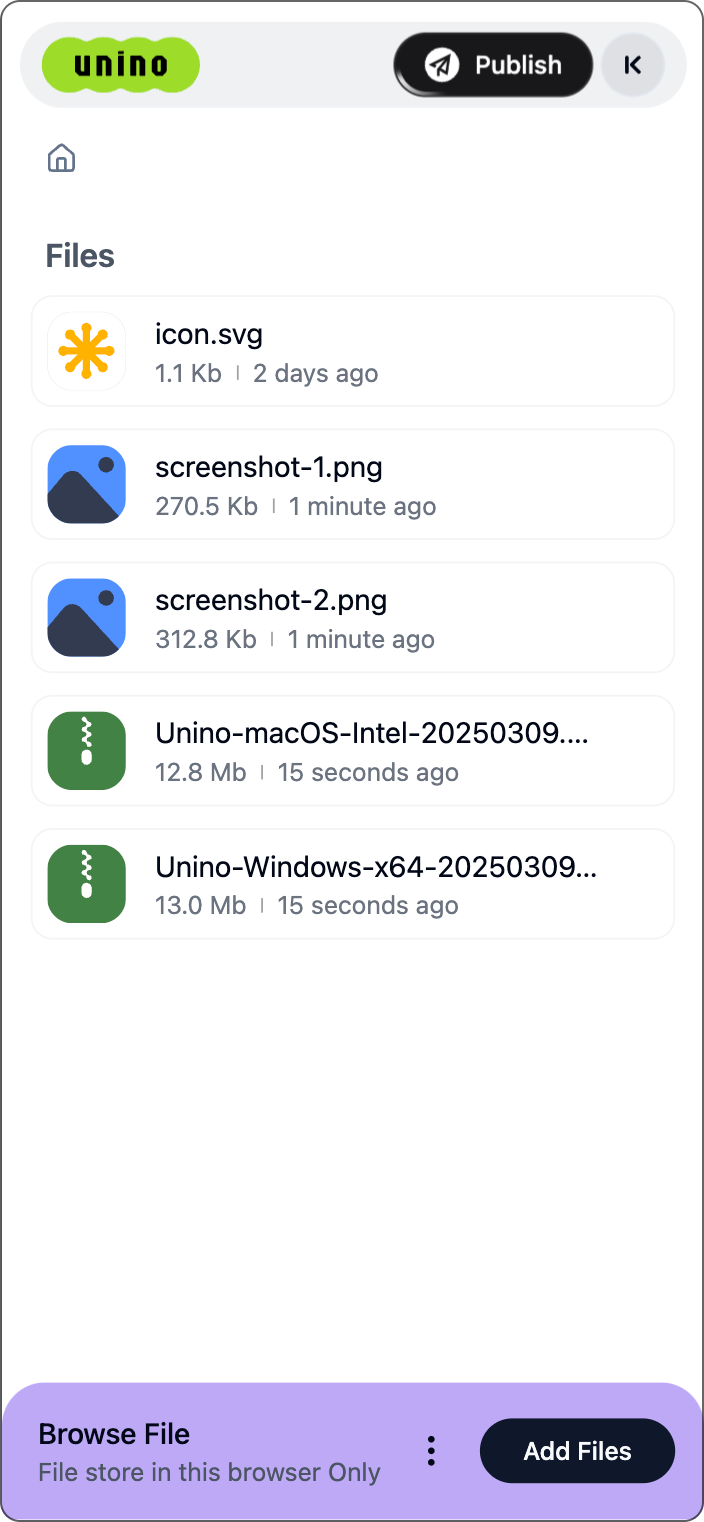 unino
Publish
Files
icon.svg
1.1 Kb | 2 days ago
screenshot-1.png
270.5 Kb | 1 minute ago
screenshot-2.png
312.8 Kb | 1 minute ago
Unino-macOS-Intel-20250309....
12.8 Mb | 15 seconds ago
Unino-Windows-x64-20250309...
13.0 Mb | 15 seconds ago
Browse File
File store in this browser Only
Add Files